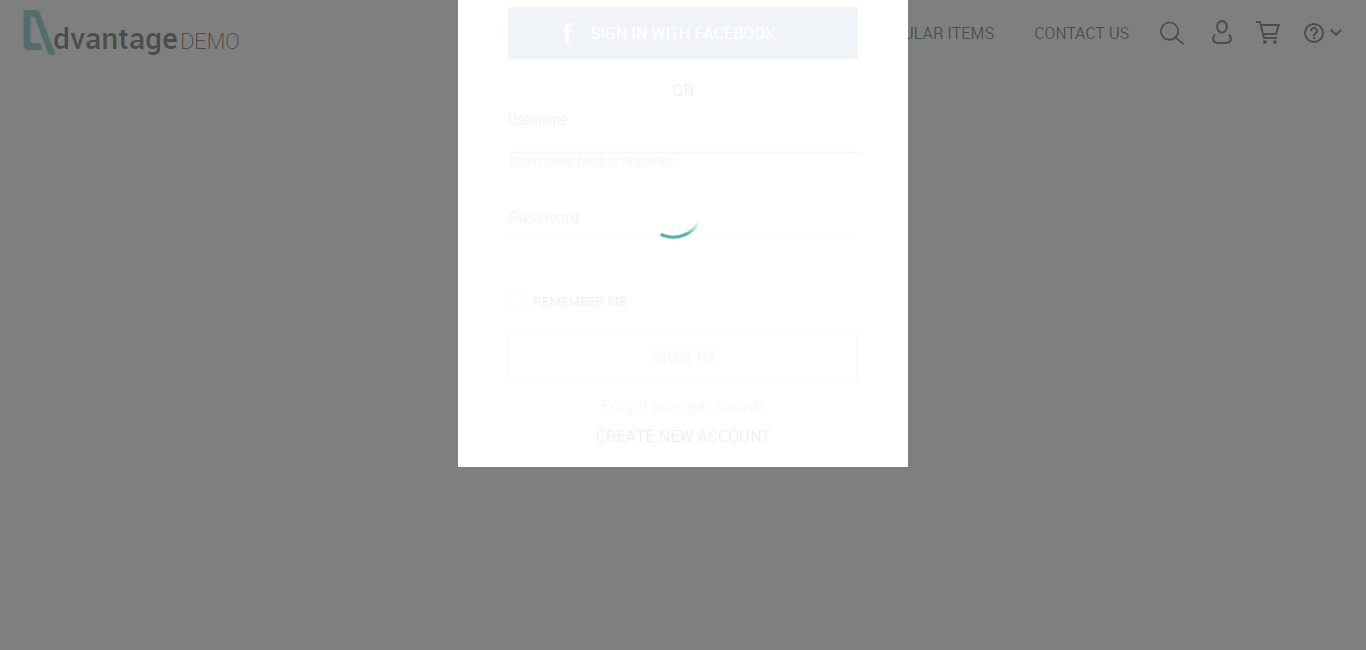 dvantage DEMO
ULAR ITEMS
CONTACT US
SIGN IN WITH FACEBOOK
OR
Username
Username field is required
Password
REMEMBER ME
SIGN IN
Forgot your password?
CREATE NEW ACCOUNT